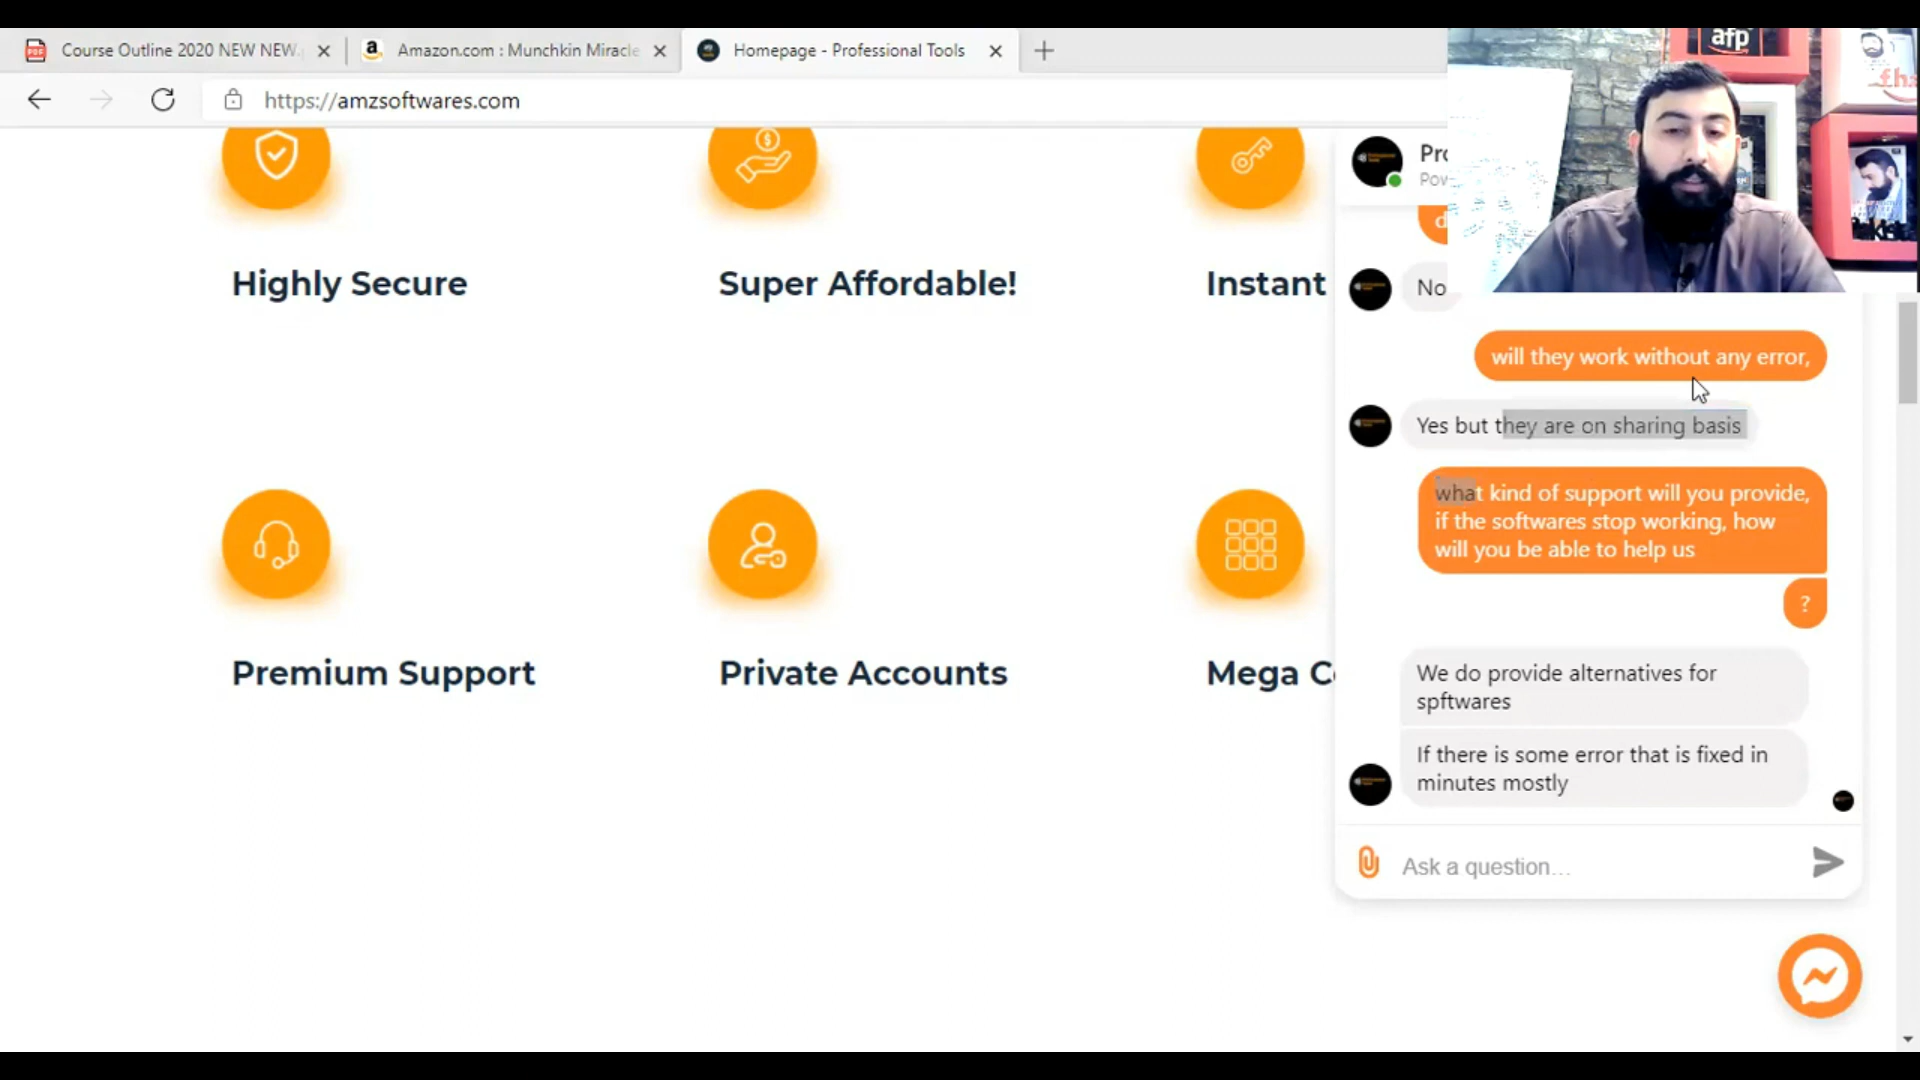 Course Outline 2020 NEW NEW.
Amazon.com : Munchkin Miracle
Homepage - Professional Tools
https://amzsoftwares.com
afp
Highly Secure
Super Affordable!
Instant
Premium Support
Private Accounts
Mega
No
will they work without any error,
Yes but they are on sharing basis
what kind of support will you provide,
if the softwares stop working, how
will you be able to help us
?
We do provide alternatives for
spftwares
If there is some error that is fixed in
minutes mostly
Ask a question...